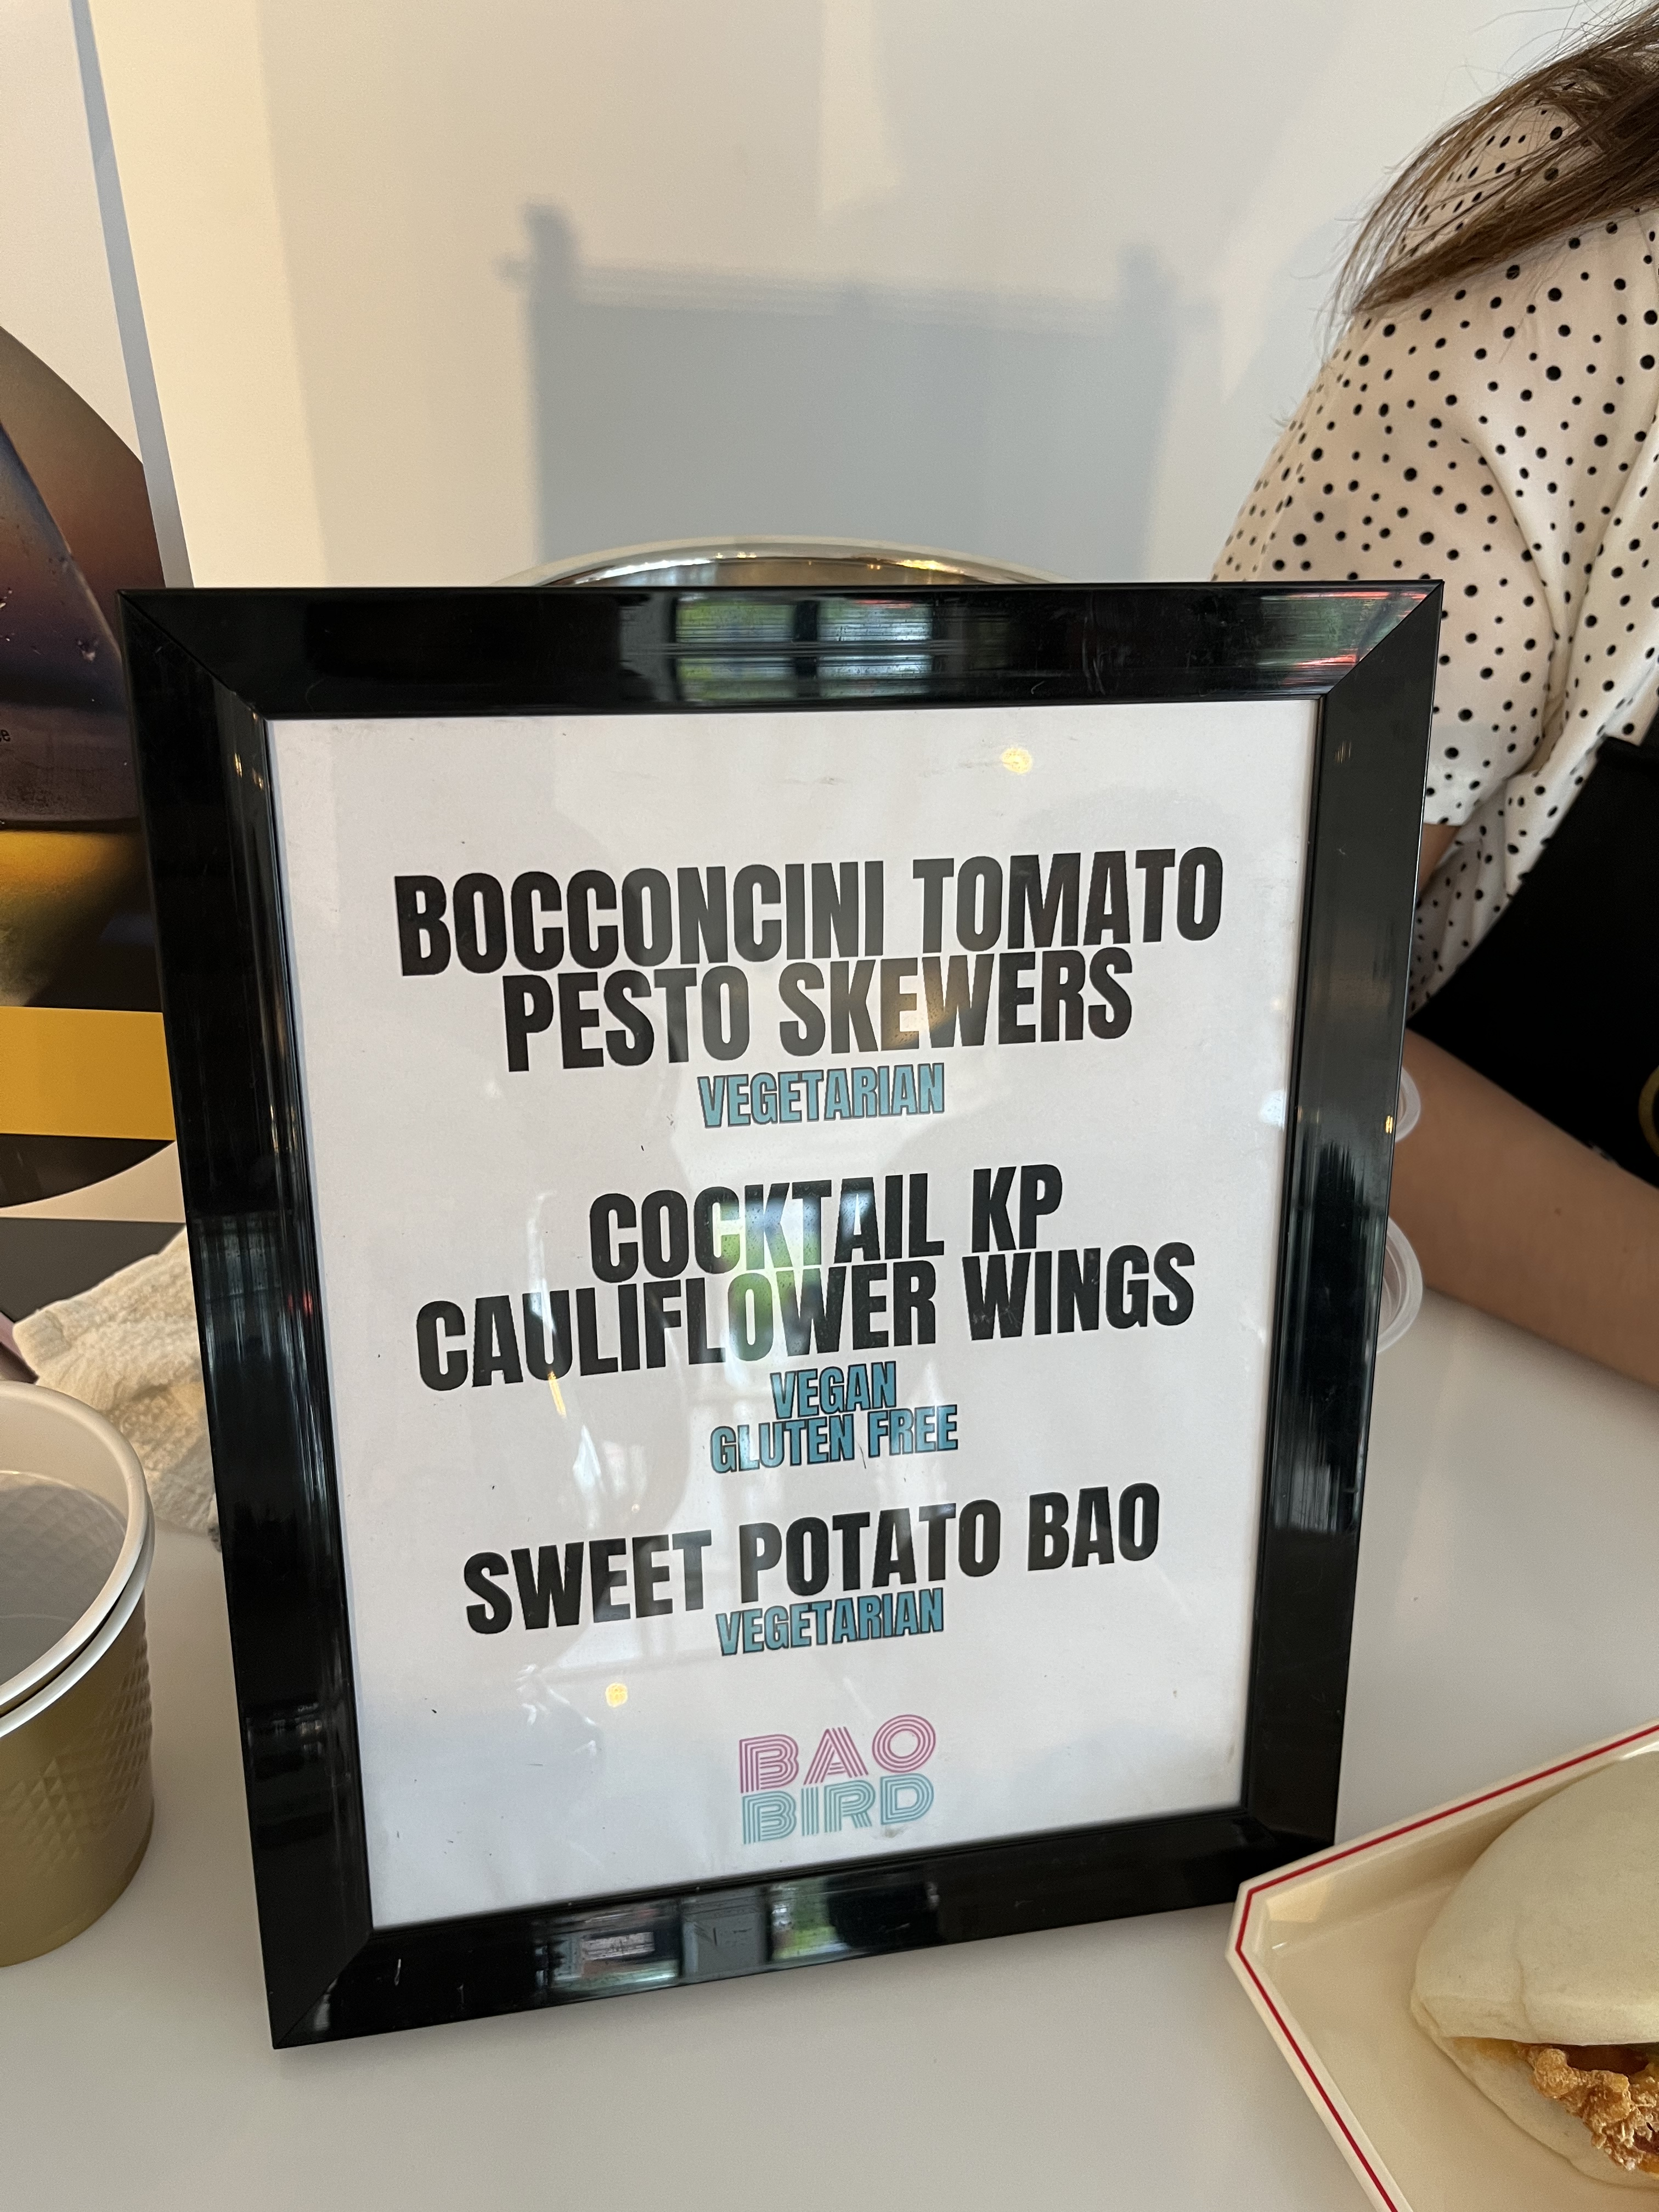 BOCCONCINI TOMATO
PESTO SKEWERS
VEGETARIAN
COCKTAIL KP
CAULIFLOWER WINGS
VEGAN
GLUTEN FREE
SWEET POTATO BAO
VEGETARIAN
BAO
BIRD